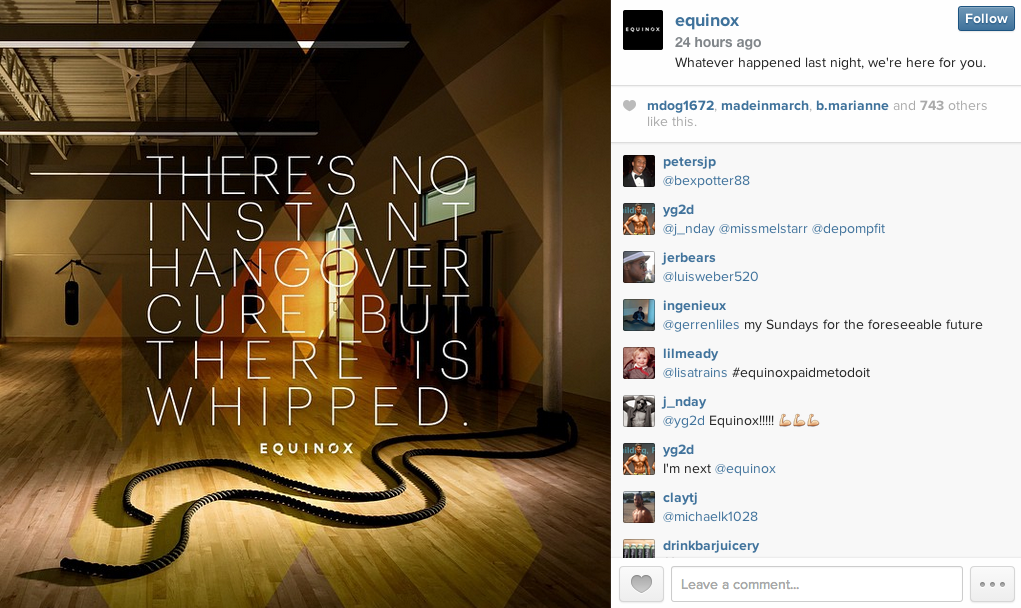 THERE'S NO
INSTANT
HANGOVER
CURE, BUT
THERE IS
WHIPPED.
EQUINOX
EQUINOX
equinox
Follow
24 hours ago
Whatever happened last night, we're here for you.
mdog1672, madeinmarch, b.marianne and 743 others
like this.
petersjp
@bexpotter88
yg2d
@j_nday @missmelstarr @depompfit
jerbears
@luisweber520
ingenieux
@gerrenliles my Sundays for the foreseeable future
lilmeady
@lisatrains #equinoxpaidmetodoit
j_nday
@yg2d Equinox!!!!! 💪💪💪
yg2d
I'm next @equinox
claytj
@michaelk1028
drinkbarjuicery
Leave a comment...